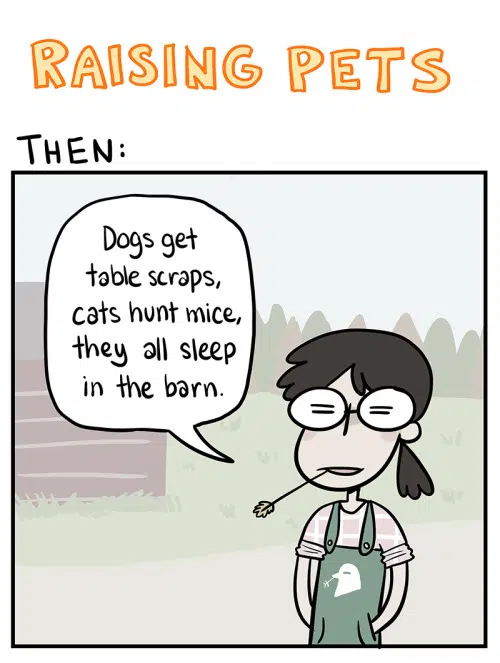 RAISING PETS
THEN:
Dogs get
table scraps,
cats hunt mice,
they all sleep
in the barn.